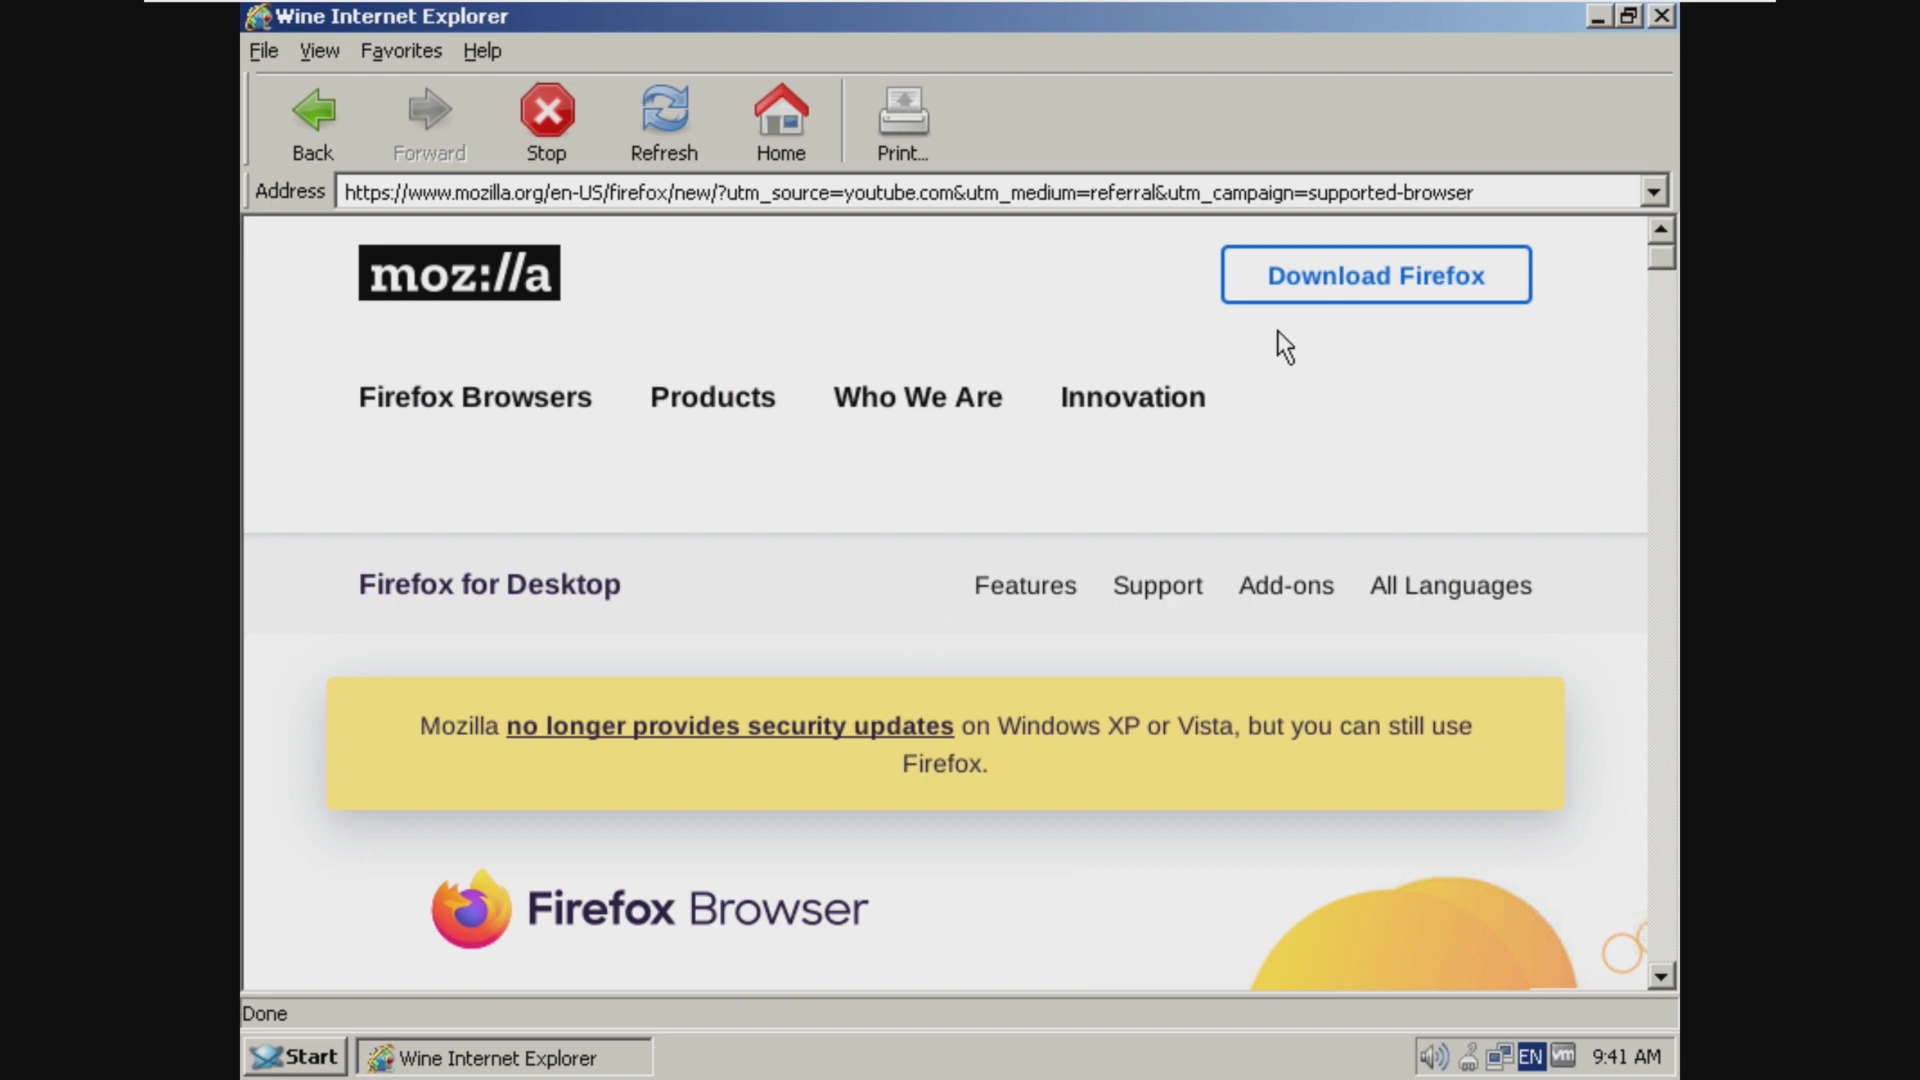 Wine Internet Explorer
File View Favorites Help
Back Forward Stop Refresh Home Print...
Address https://www.mozilla.org/en-US/firefox/new/?utm_source=youtube.com&utm_medium=referral&utm_campaign=supported-browser
moz://a
Download Firefox
Firefox Browsers Products Who We Are Innovation
Firefox for Desktop Features Support Add-ons All Languages
Mozilla no longer provides security updates on Windows XP or Vista, but you can still use
Firefox.
Firefox Browser
Done
Start Wine Internet Explorer EN vm 9:41 AM